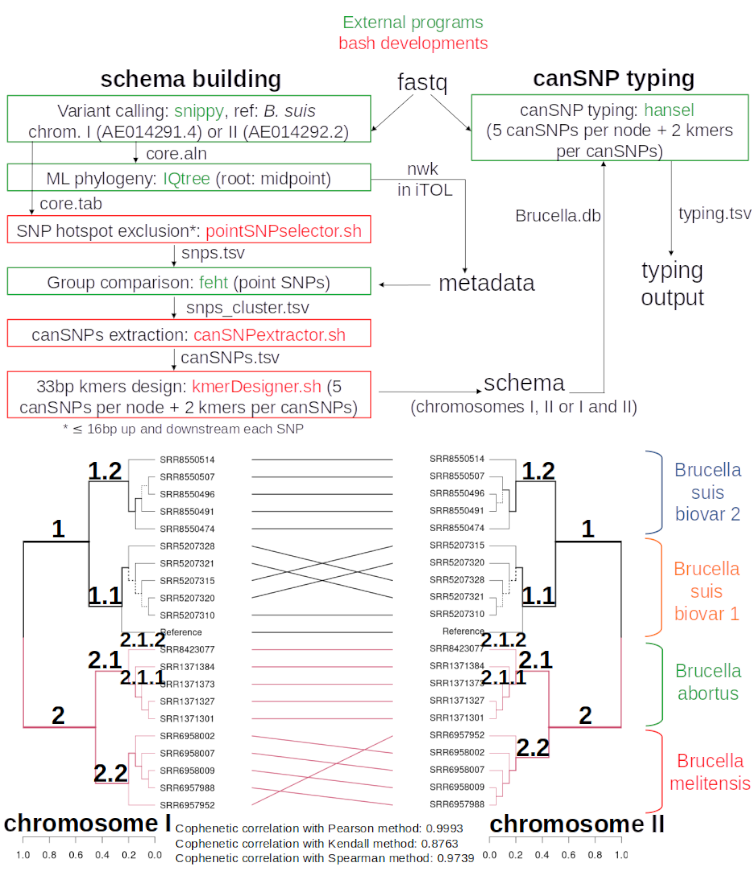 External programs
bash developments
schema building
fastq
canSNP typing
Variant calling: snippy, ref: B. suis
chrom. I (AE014291.4) or II (AE014292.2)
canSNP typing: hansel
(5 canSNPs per node + 2 kmers
per canSNPs)
core.aln
ML phylogeny: IQtree (root: midpoint)
nwk
in iTOL
core.tab
Brucella.db
typing.tsv
SNP hotspot exclusion*: pointSNPselector.sh
snps.tsv
Group comparison: feht (point SNPs)
metadata
typing
output
snps_cluster.tsv
canSNPs extraction: canSNPextractor.sh
canSNPs.tsv
33bp kmers design: kmerDesigner.sh (5
canSNPs per node + 2 kmers per canSNPs)
schema
(chromosomes I, II or I and II)
* ≤ 16bp up and downstream each SNP
SRR8550514
SRR8550507
SRR8550496
SRR8550491
SRR8550474
SRR5207328
SRR5207321
SRR5207315
SRR5207320
SRR5207310
Reference
SRR8423077
SRR1371384
SRR1371373
SRR1371327
SRR1371301
SRR6958002
SRR6958007
SRR6958009
SRR6957988
SRR6957952
1.2
1
1.1
2.1.2
2.1
2.1.1
2
2.2
SRR8550514
SRR8550507
SRR8550496
SRR8550491
SRR8550474
SRR5207315
SRR5207320
SRR5207328
SRR5207321
SRR5207310
Reference
SRR8423077
SRR1371384
SRR1371373
SRR1371327
SRR1371301
SRR6957952
SRR6958002
SRR6958007
SRR6958009
SRR6957988
1.2
1
1.1
2.1.2
2.1
2.1.1
2
2.2
Brucella
suis
biovar 2
Brucella
suis
biovar 1
Brucella
abortus
Brucella
melitensis
chromosome I
chromosome II
Cophenetic correlation with Pearson method: 0.9993
Cophenetic correlation with Kendall method: 0.8763
Cophenetic correlation with Spearman method: 0.9739
1.0 0.8 0.6 0.4 0.2 0.0
0.0 0.2 0.4 0.6 0.8 1.0